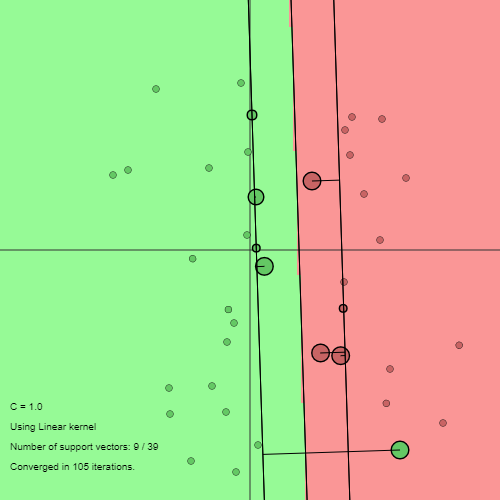 C = 1.0
Using Linear kernel
Number of support vectors: 9 / 39
Converged in 105 iterations.